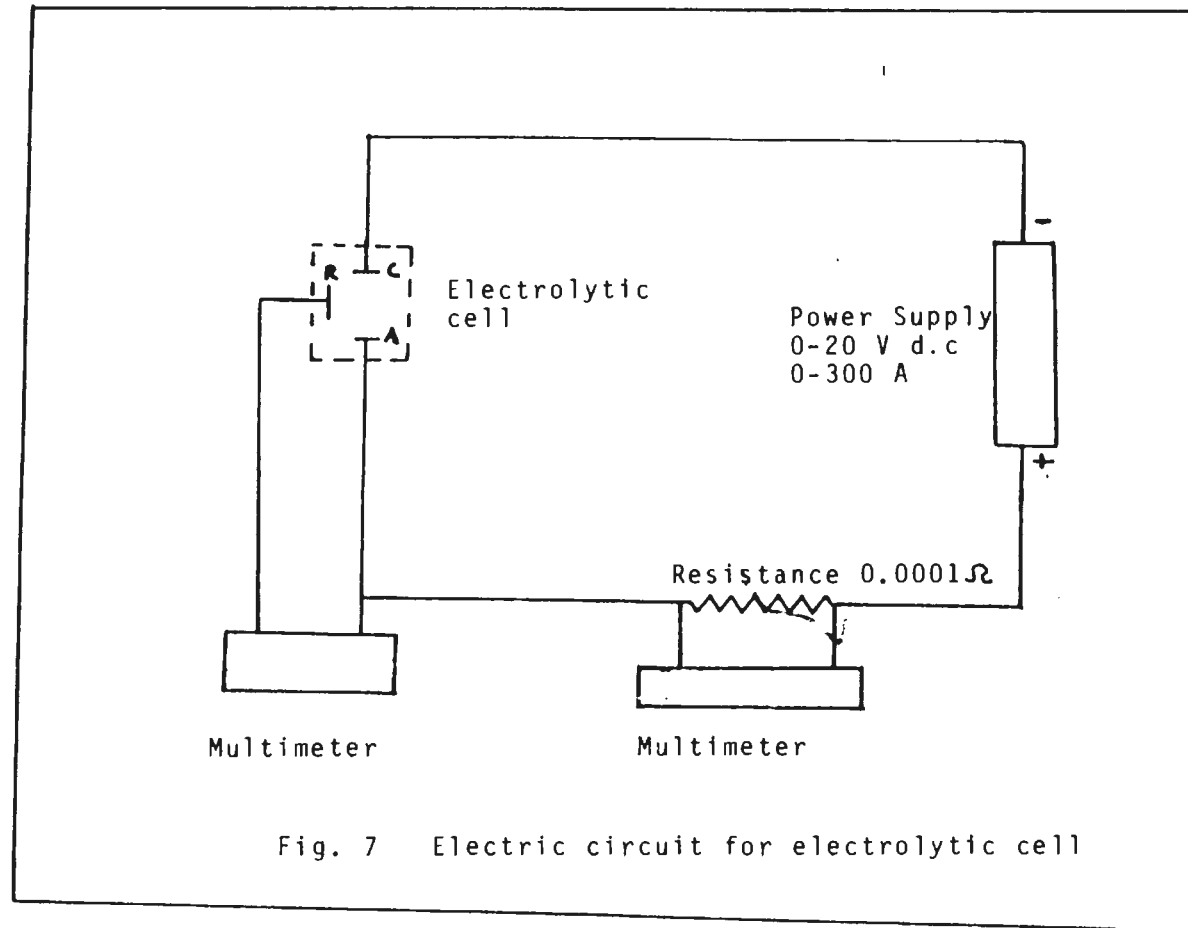 -
R
C
A
Electrolytic
cell
Power Supply
0-20 V d.c
0-300 A
+
Resistance 0.0001Ω
Multimeter
Multimeter
Fig. 7 Electric circuit for electrolytic cell